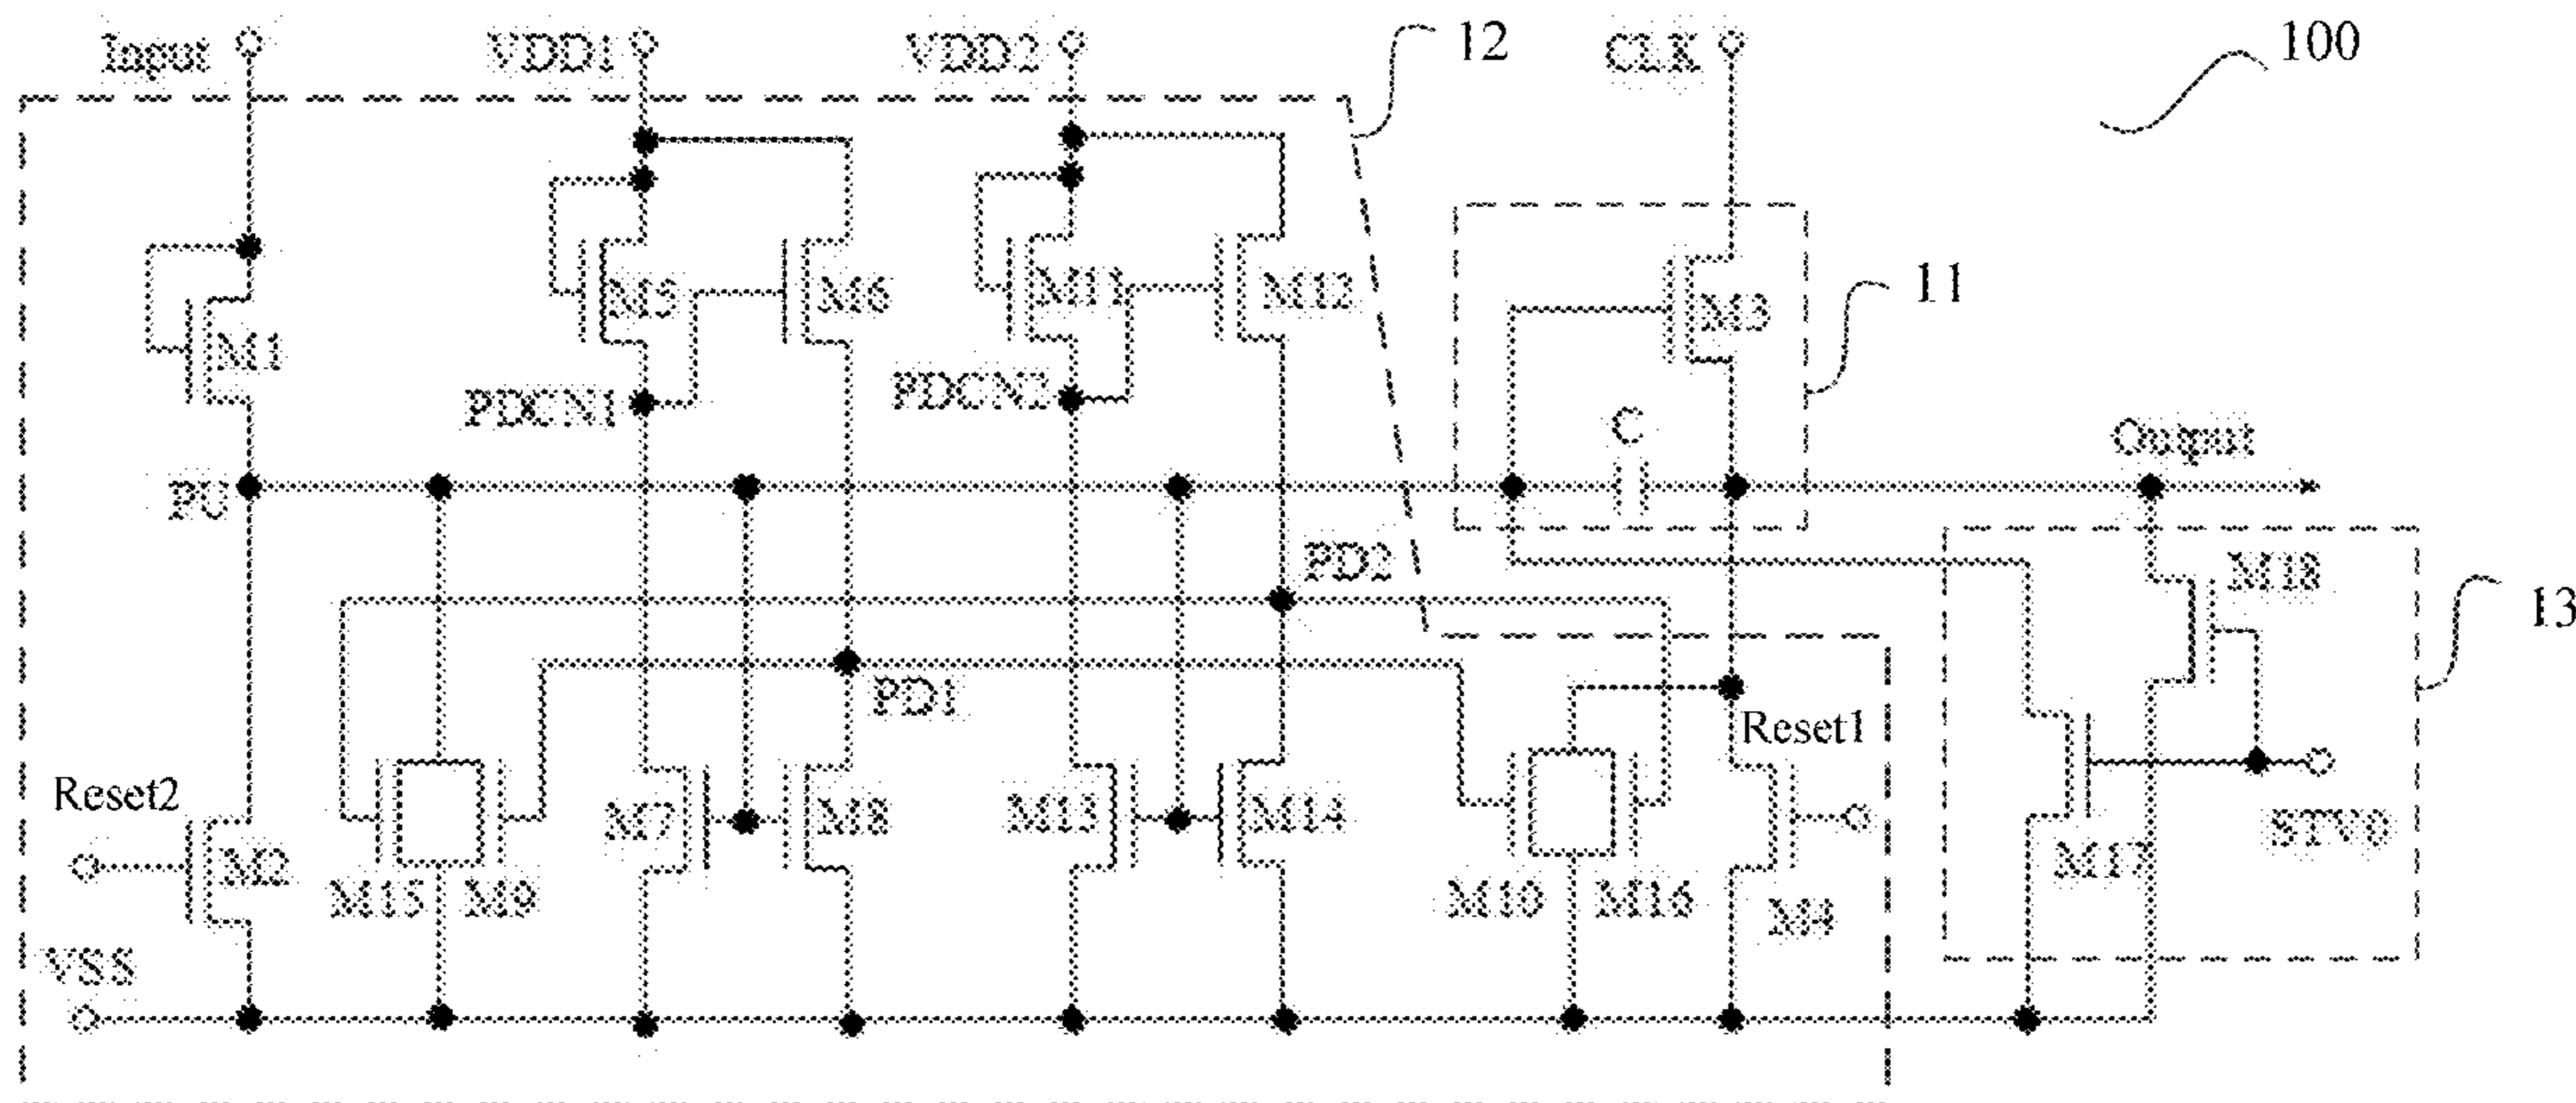 Input
VDD1
VDD2
12
CLK
100
M1
M5
M6
M11
M12
M3
11
PDCN1
PDCN2
C
Output
PU
PD2
M18
13
PD1
Reset1
Reset2
M2
M15
M9
M7
M8
M13
M14
M10
M16
M4
M17
STV0
VSS